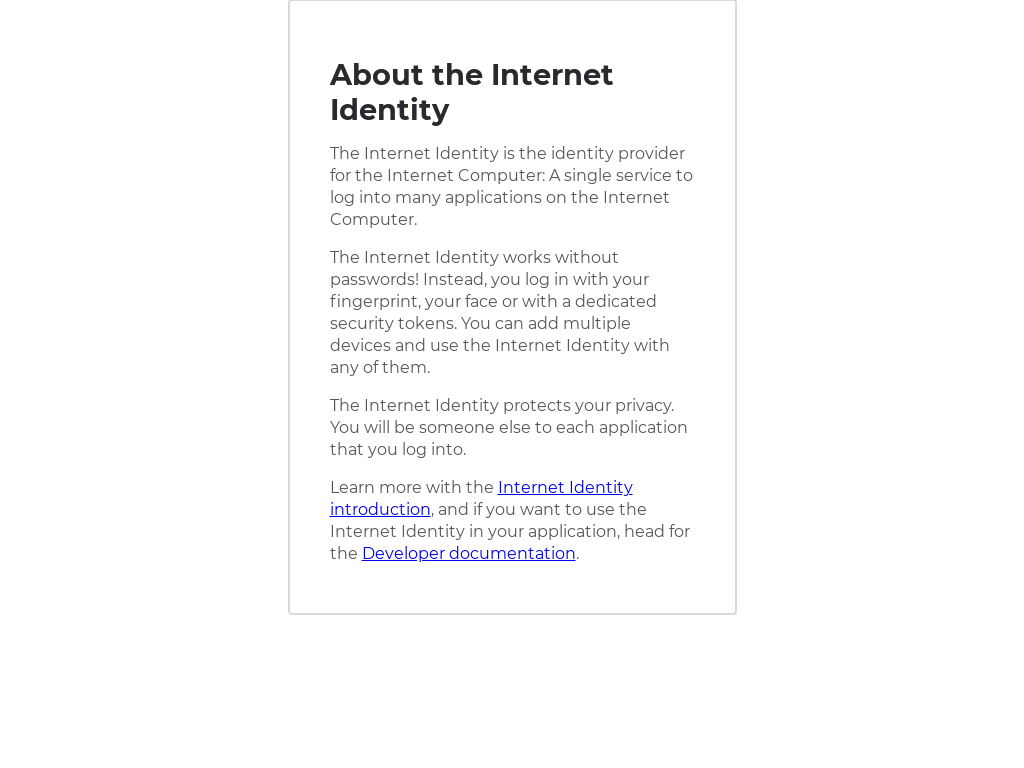 About the Internet
Identity
The Internet Identity is the identity provider
for the Internet Computer: A single service to
log into many applications on the Internet
Computer.
The Internet Identity works without
passwords! Instead, you log in with your
fingerprint, your face or with a dedicated
security tokens. You can add multiple
devices and use the Internet Identity with
any of them.
The Internet Identity protects your privacy.
You will be someone else to each application
that you log into.
Learn more with the Internet Identity
introduction, and if you want to use the
Internet Identity in your application, head for
the Developer documentation.